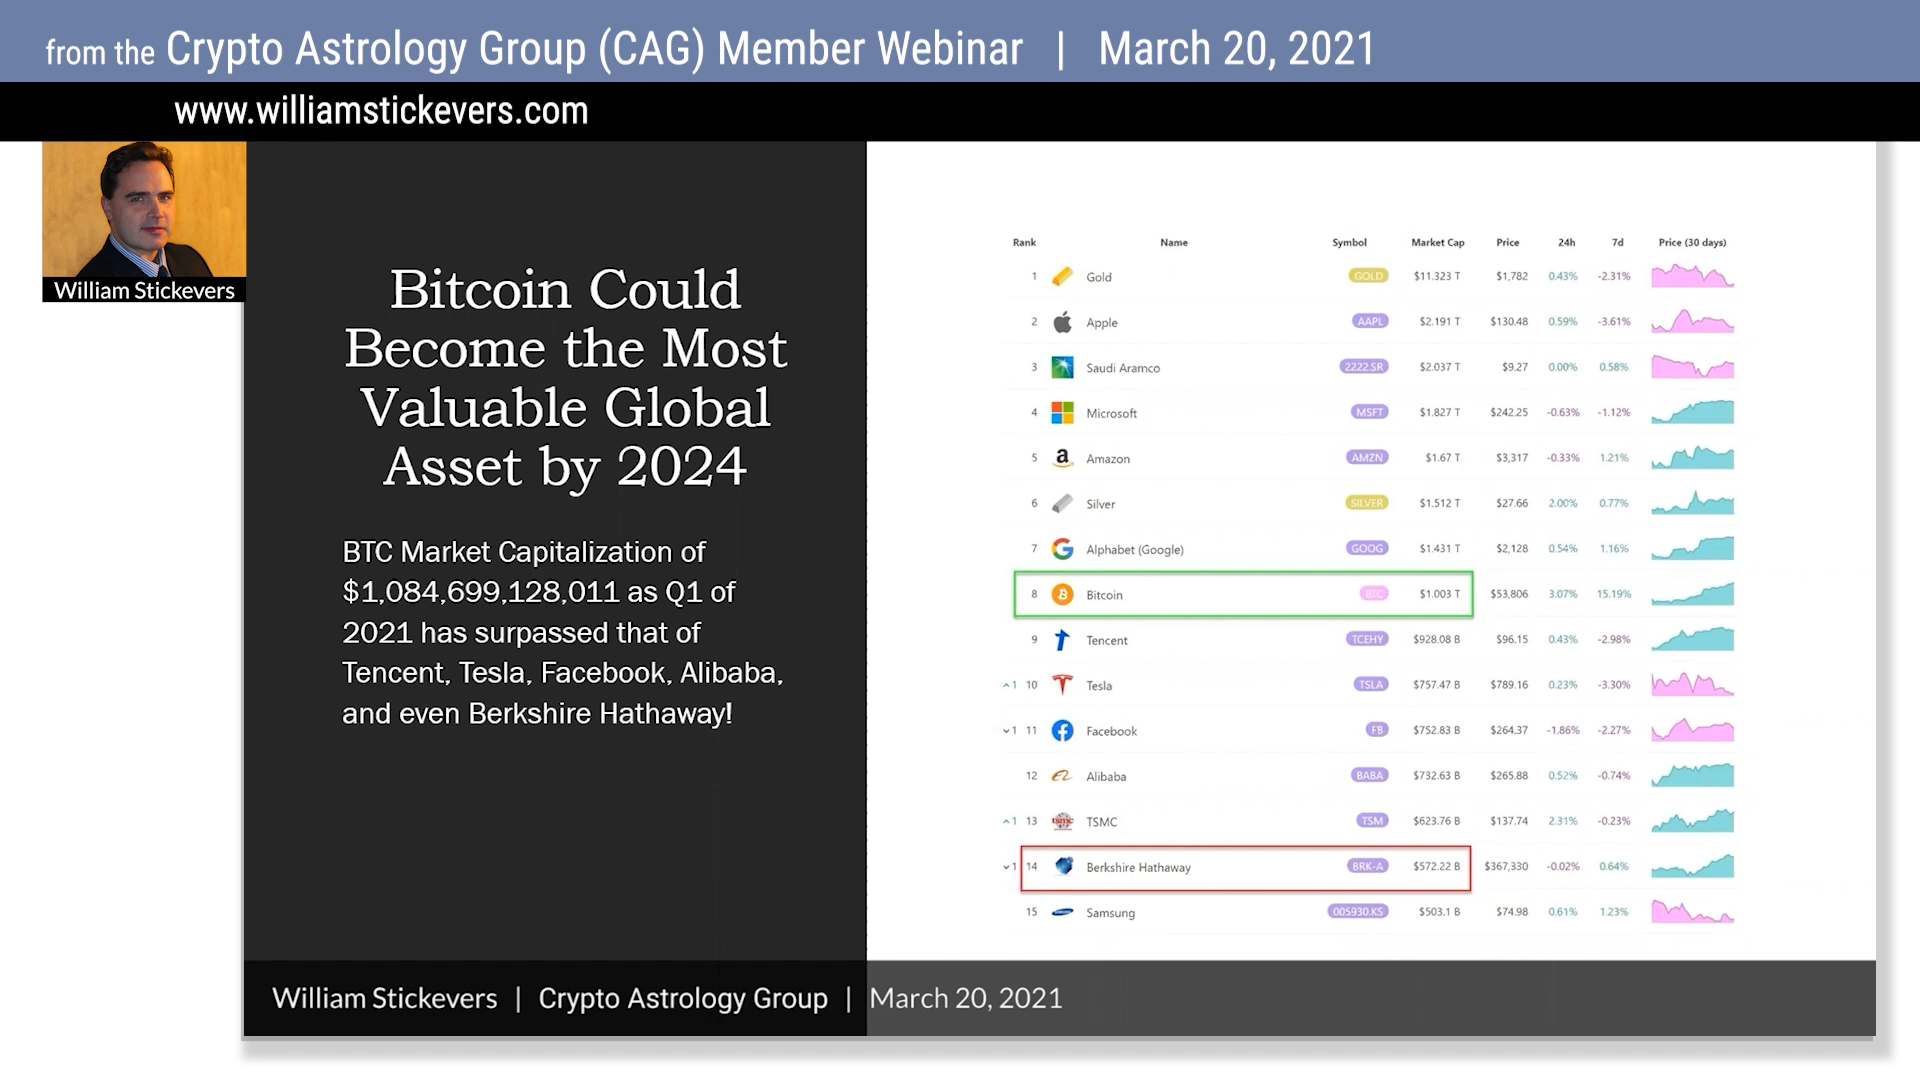 from the Crypto Astrology Group (CAG) Member Webinar | March 20, 2021
www.williamstickevers.com
William Stickevers
Bitcoin Could
Become the Most
Valuable Global
Asset by 2024
BTC Market Capitalization of
$1,084,699,128,011 as Q1 of
2021 has surpassed that of
Tencent, Tesla, Facebook, Alibaba,
and even Berkshire Hathaway!
Rank Name Symbol Market Cap Price 24h 7d Price (30 days)
1 Gold GOLD $11.323 T $1,782 0.43% -2.31%
2 Apple AAPL $2.191 T $130.48 0.59% -3.61%
3 Saudi Aramco 2222.SR $2.037 T $9.27 0.00% 0.58%
4 Microsoft MSFT $1.827 T $242.25 -0.63% -1.12%
5 Amazon AMZN $1.67 T $3,317 -0.33% 1.21%
6 Silver SILVER $1.512 T $27.66 2.00% 0.77%
7 Alphabet (Google) GOOG $1.431 T $2,128 0.54% 1.16%
8 Bitcoin BTC $1.003 T $53,806 3.07% 15.19%
9 Tencent TCEHY $928.08 B $96.15 0.43% -2.98%
1 10 Tesla TSLA $757.47 B $789.16 0.23% -3.30%
1 11 Facebook FB $752.83 B $264.37 -1.86% -2.27%
12 Alibaba BABA $732.63 B $265.88 0.52% -0.74%
1 13 tsmc TSMC TSM $623.76 B $137.74 2.31% -0.23%
1 14 Berkshire Hathaway BRK-A $572.22 B $367,330 -0.02% 0.64%
15 Samsung 005930.KS $503.1 B $74.98 0.61% 1.23%
William Stickevers | Crypto Astrology Group | March 20, 2021